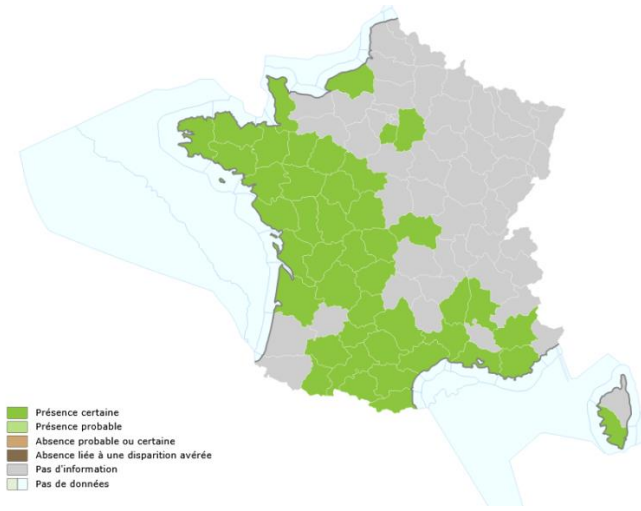 Présence certaine
Présence probable
Absence probable ou certaine
Absence liée à une disparition avérée
Pas d'information
Pas de données